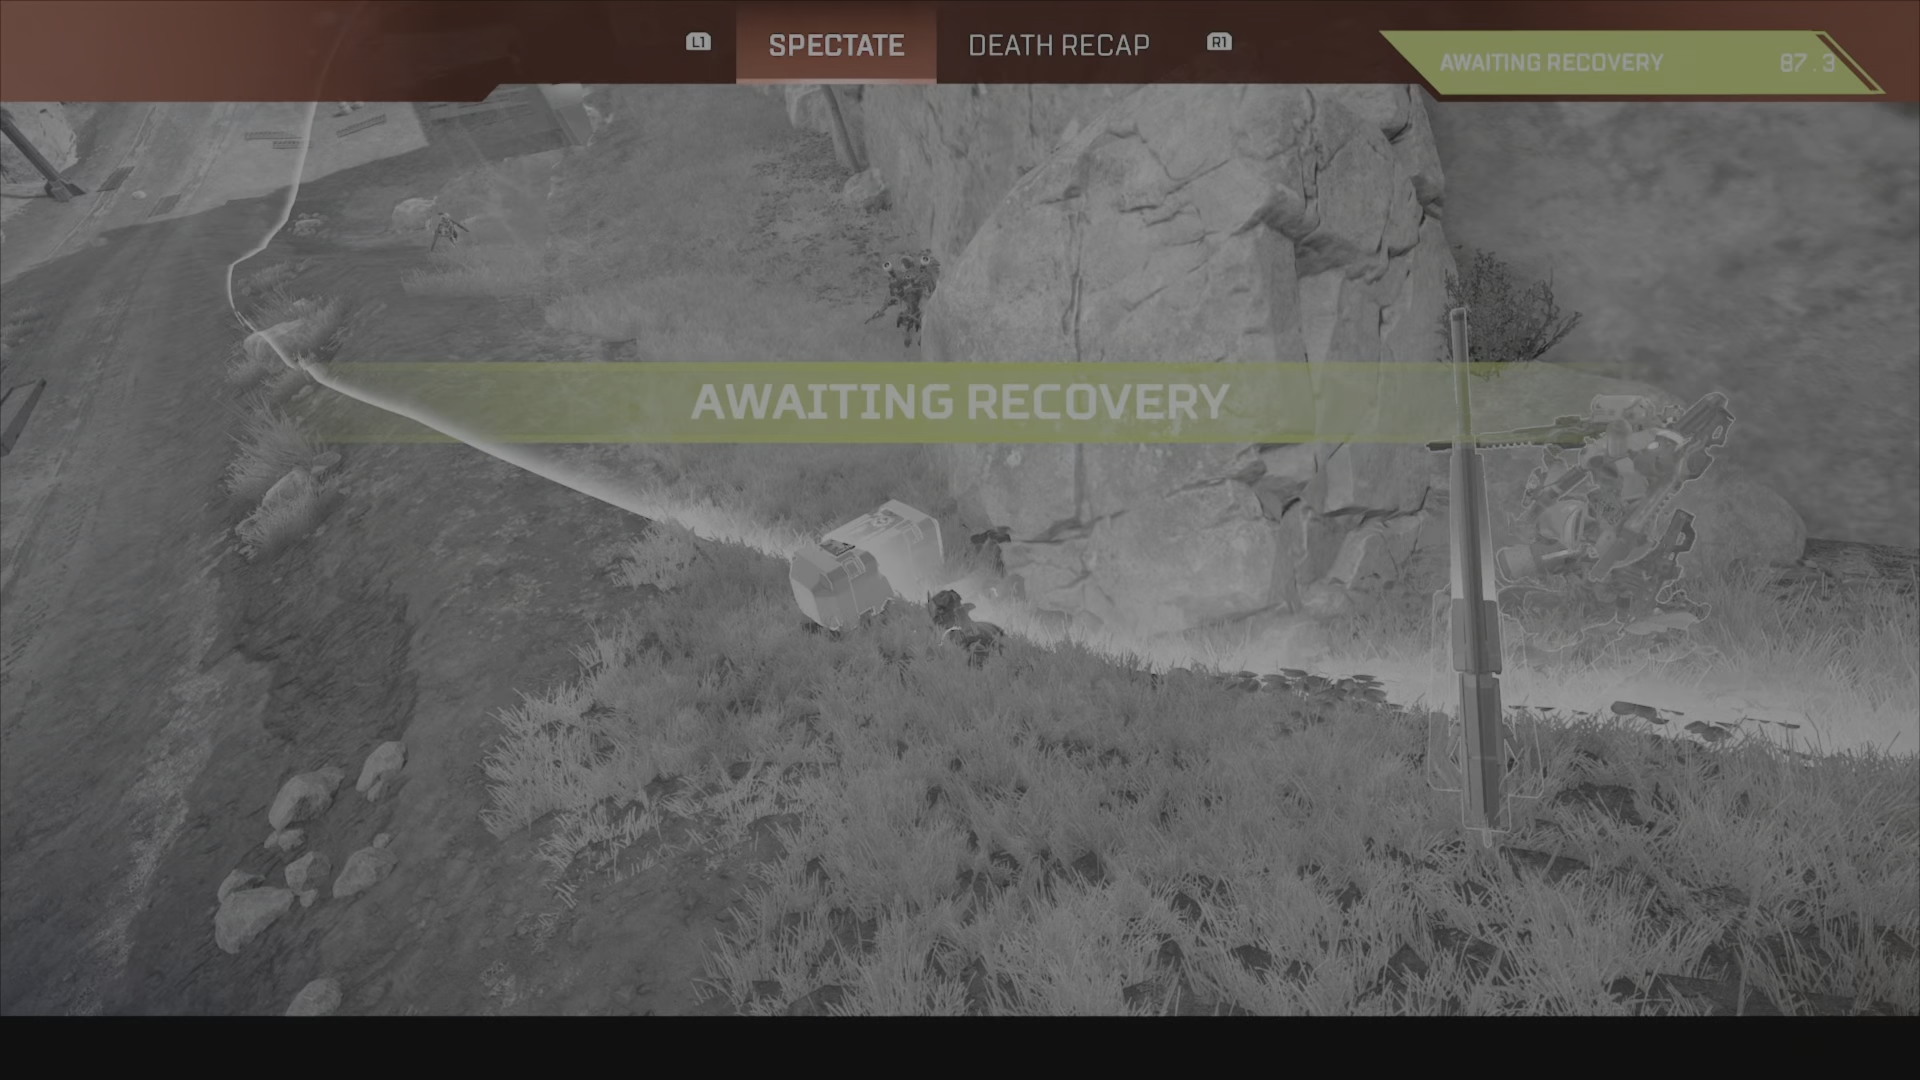 L1 SPECTATE DEATH RECAP R1
AWAITING RECOVERY 87.3
AWAITING RECOVERY